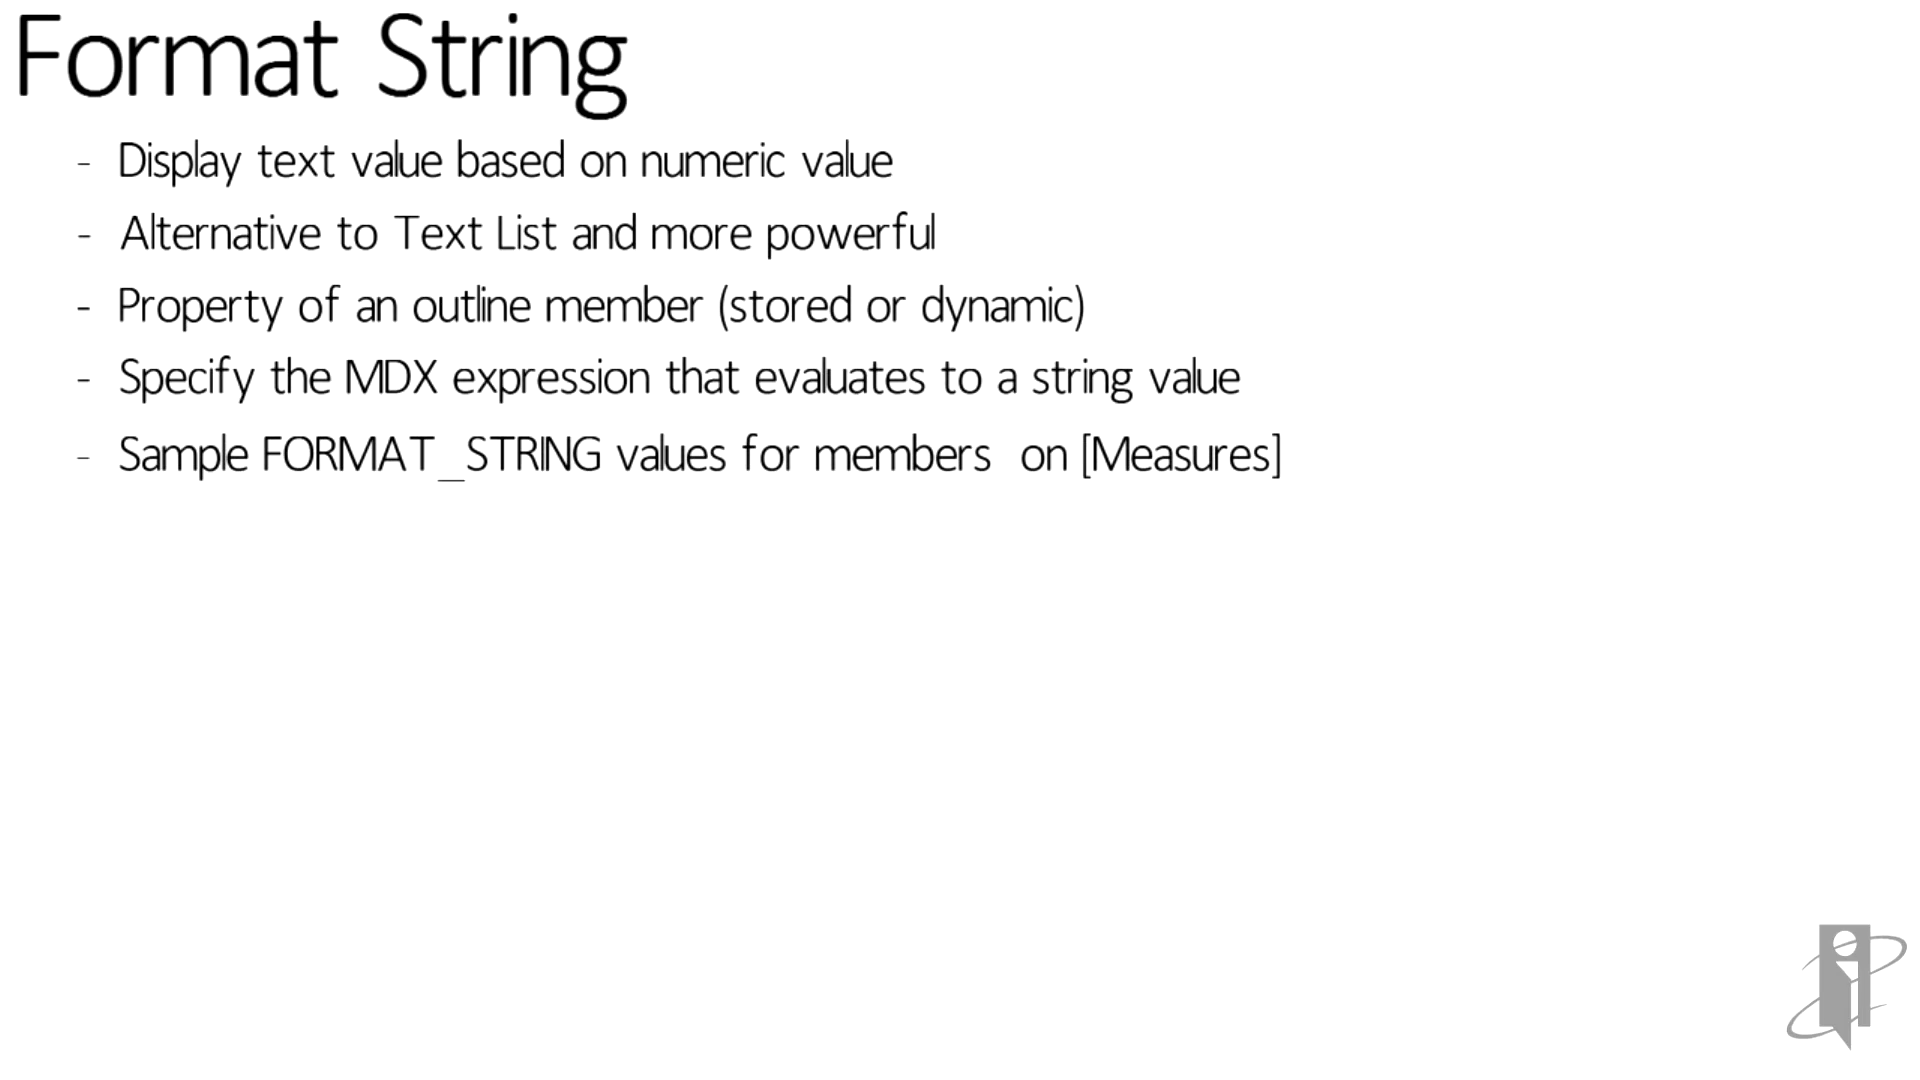 Format String
- Display text value based on numeric value
- Alternative to Text List and more powerful
- Property of an outline member (stored or dynamic)
- Specify the MDX expression that evaluates to a string value
- Sample FORMAT_STRING values for members  on [Measures]